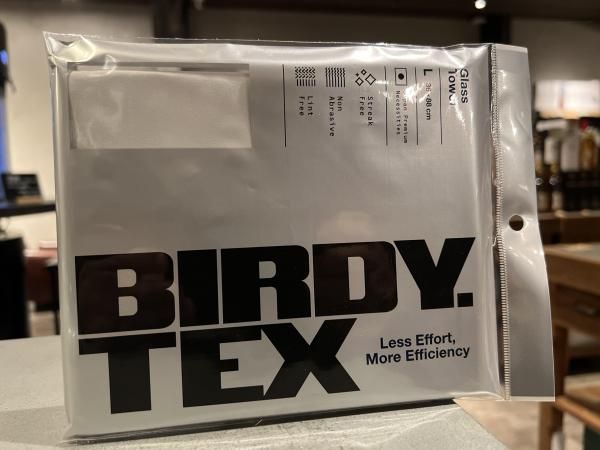 Glass
Towel
L
Streak
Free
Non
Abrasive
Lint
Free
BIRDY.
TEX
Less Effort,
More Efficiency